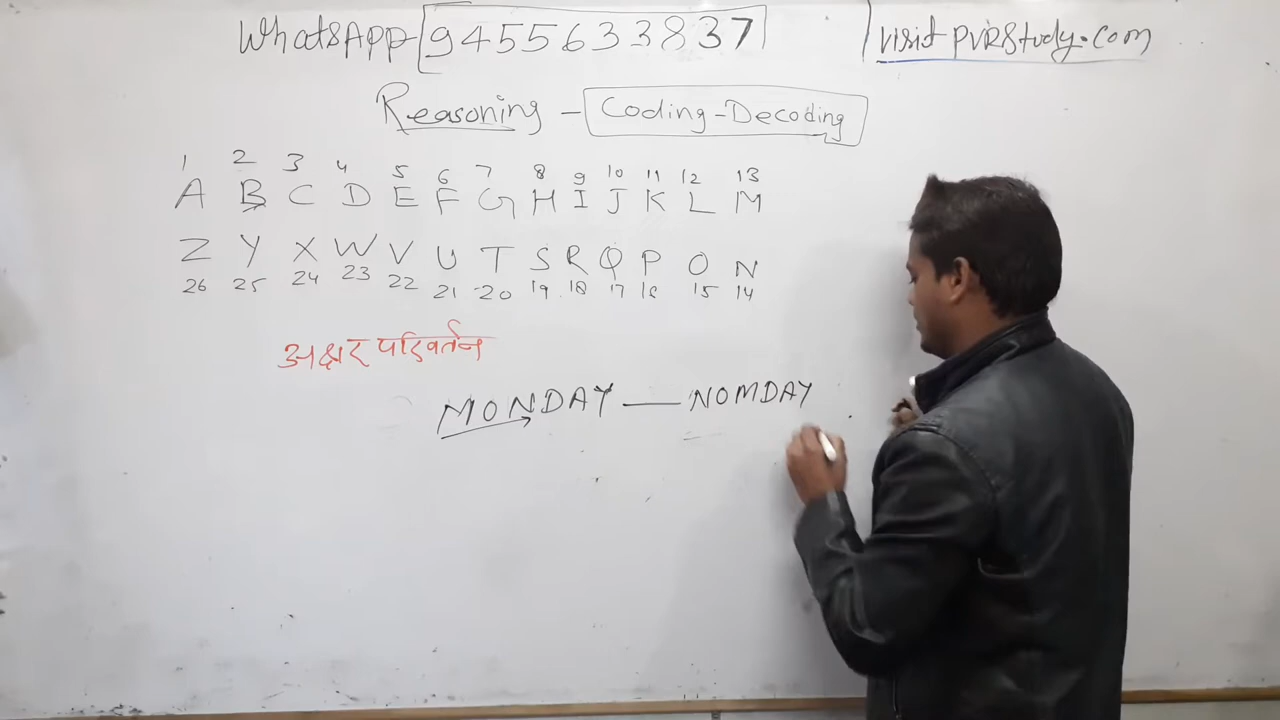 WhatsApp-9455633837
visit PVRStudy.com
Reasoning - Coding-Decoding
1 2 3 4 5 6 7 8 9 10 11 12 13
A B C D E F G H I J K L M
Z Y X W V U T S R Q P O N
26 25 24 23 22 21 20 19 18 17 16 15 14
अक्षर परिवर्तन
MONDAY — NOMDAY